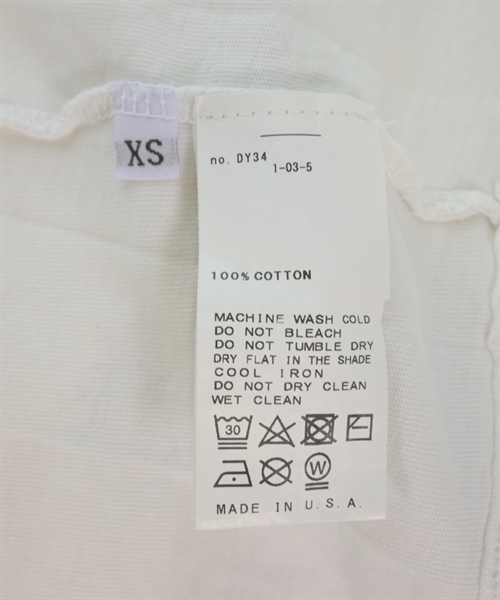 XS
no. DY34
1-03-5
100% COTTON
MACHINE WASH COLD
DO NOT BLEACH
DO NOT TUMBLE DRY
DRY FLAT IN THE SHADE
COOL IRON
DO NOT DRY CLEAN
WET CLEAN
30
W
MADE IN U.S.A.